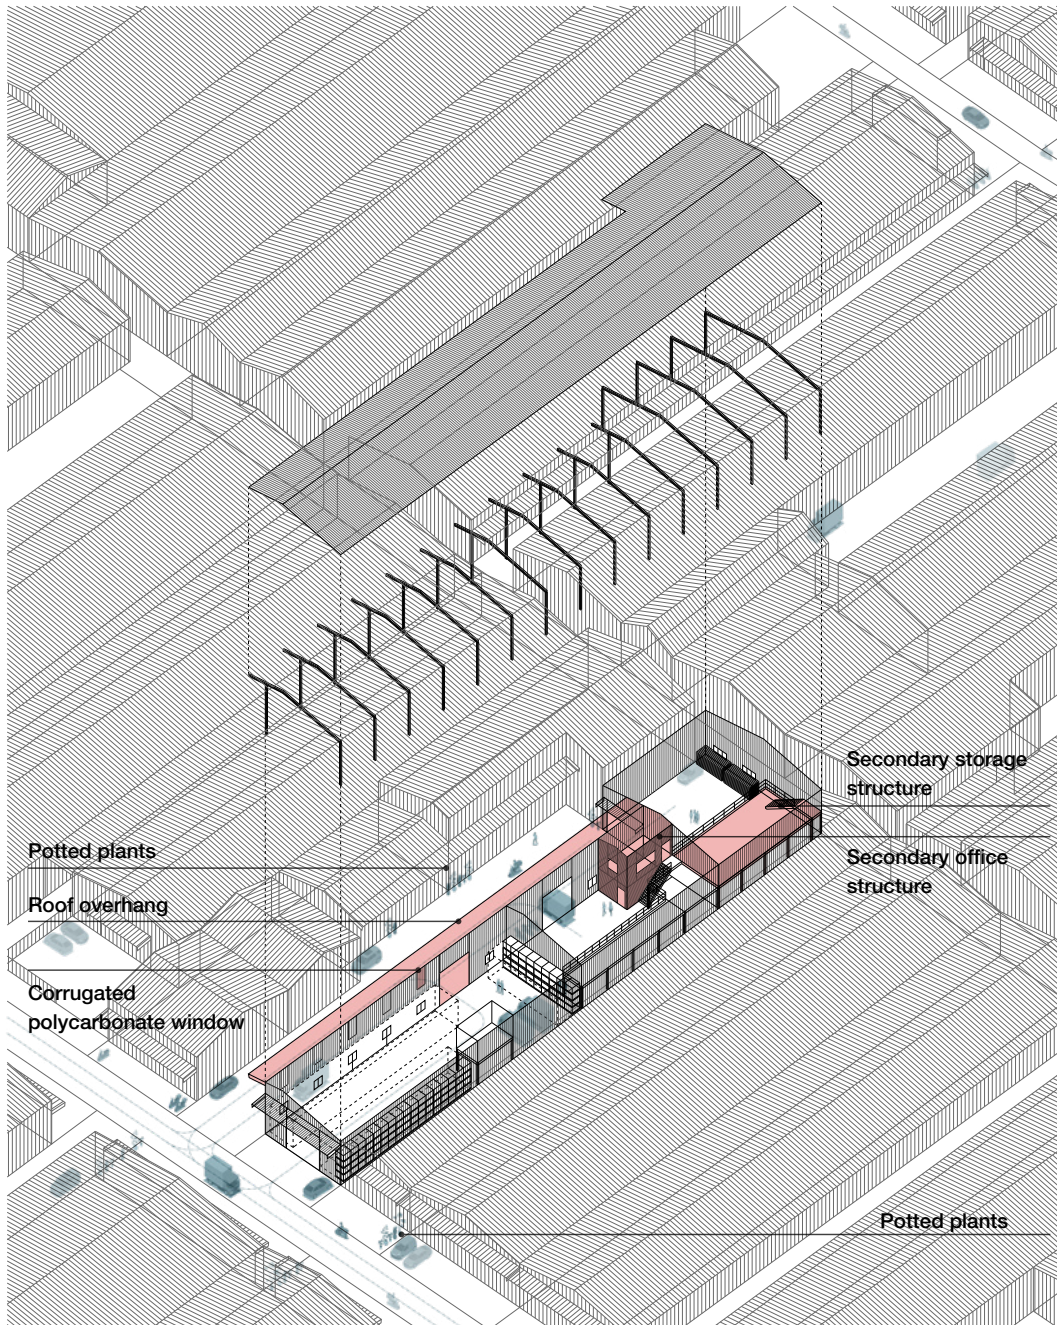 Secondary storage
structure
Potted plants
Secondary office
structure
Roof overhang
Corrugated
polycarbonate window
Potted plants